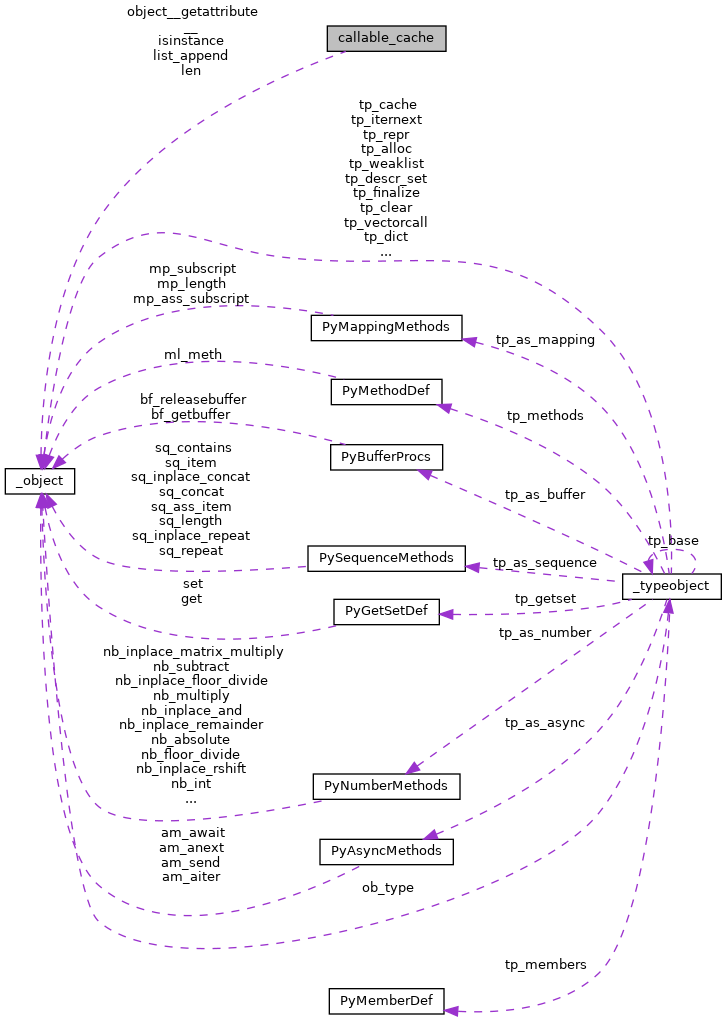 object__getattribute
__
isinstance
list_append
len
callable_cache
tp_cache
tp_iternext
tp_repr
tp_alloc
tp_weaklist
tp_descr_set
tp_finalize
tp_clear
tp_vectorcall
tp_dict
...
mp_subscript
mp_length
mp_ass_subscript
PyMappingMethods
tp_as_mapping
ml_meth
PyMethodDef
tp_methods
bf_releasebuffer
bf_getbuffer
PyBufferProcs
tp_as_buffer
_object
sq_contains
sq_item
sq_inplace_concat
sq_concat
sq_ass_item
sq_length
sq_inplace_repeat
sq_repeat
PySequenceMethods
tp_as_sequence
tp_base
_typeobject
set
get
PyGetSetDef
tp_getset
tp_as_number
nb_inplace_matrix_multiply
nb_subtract
nb_inplace_floor_divide
nb_multiply
nb_inplace_and
nb_inplace_remainder
nb_absolute
nb_floor_divide
nb_inplace_rshift
nb_int
...
PyNumberMethods
tp_as_async
am_await
am_anext
am_send
am_aiter
PyAsyncMethods
ob_type
tp_members
PyMemberDef